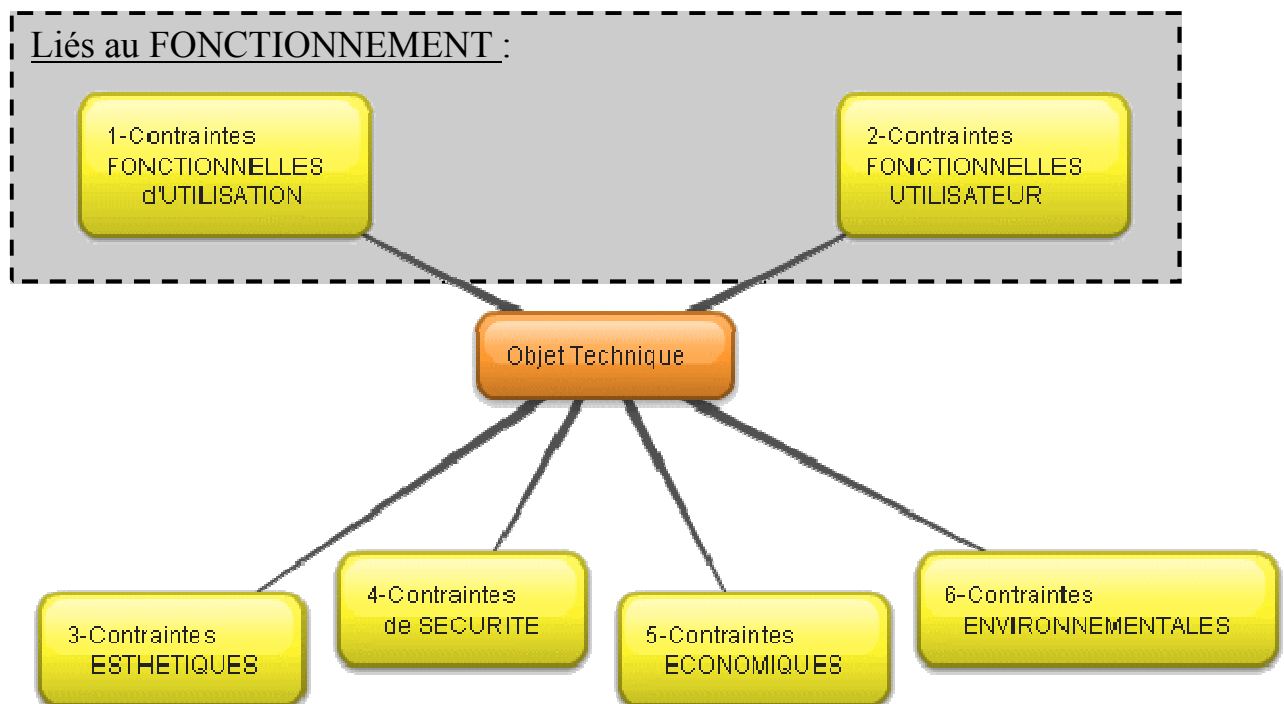 Liés au FONCTIONNEMENT :
1-Contraintes
FONCTIONNELLES
d'UTILISATION
2-Contraintes
FONCTIONNELLES
UTILISATEUR
Objet Technique
3-Contraintes
ESTHETIQUES
4-Contraintes
de SECURITE
5-Contraintes
ECONOMIQUES
6-Contraintes
ENVIRONNEMENTALES